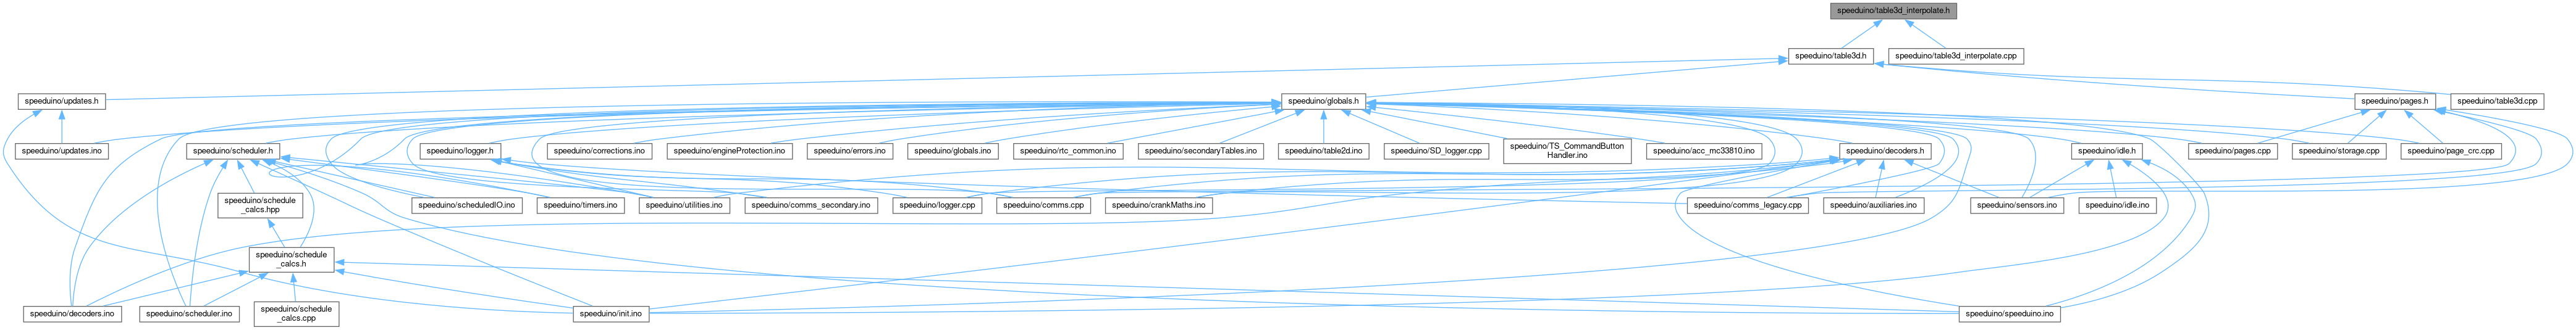 speeduino/table3d_interpolate.h
speeduino/table3d.h
speeduino/table3d_interpolate.cpp
speeduino/updates.h
speeduino/globals.h
speeduino/pages.h
speeduino/table3d.cpp
speeduino/updates.ino
speeduino/scheduler.h
speeduino/logger.h
speeduino/corrections.ino
speeduino/engineProtection.ino
speeduino/errors.ino
speeduino/globals.ino
speeduino/rtc_common.ino
speeduino/secondaryTables.ino
speeduino/table2d.ino
speeduino/SD_logger.cpp
speeduino/TS_CommandButton
Handler.ino
speeduino/acc_mc33810.ino
speeduino/decoders.h
speeduino/idle.h
speeduino/pages.cpp
speeduino/storage.cpp
speeduino/page_crc.cpp
speeduino/schedule
_calcs.hpp
speeduino/scheduledIO.ino
speeduino/timers.ino
speeduino/utilities.ino
speeduino/comms_secondary.ino
speeduino/logger.cpp
speeduino/comms.cpp
speeduino/crankMaths.ino
speeduino/comms_legacy.cpp
speeduino/auxiliaries.ino
speeduino/sensors.ino
speeduino/idle.ino
speeduino/schedule
_calcs.h
speeduino/decoders.ino
speeduino/scheduler.ino
speeduino/schedule
_calcs.cpp
speeduino/init.ino
speeduino/speeduino.ino